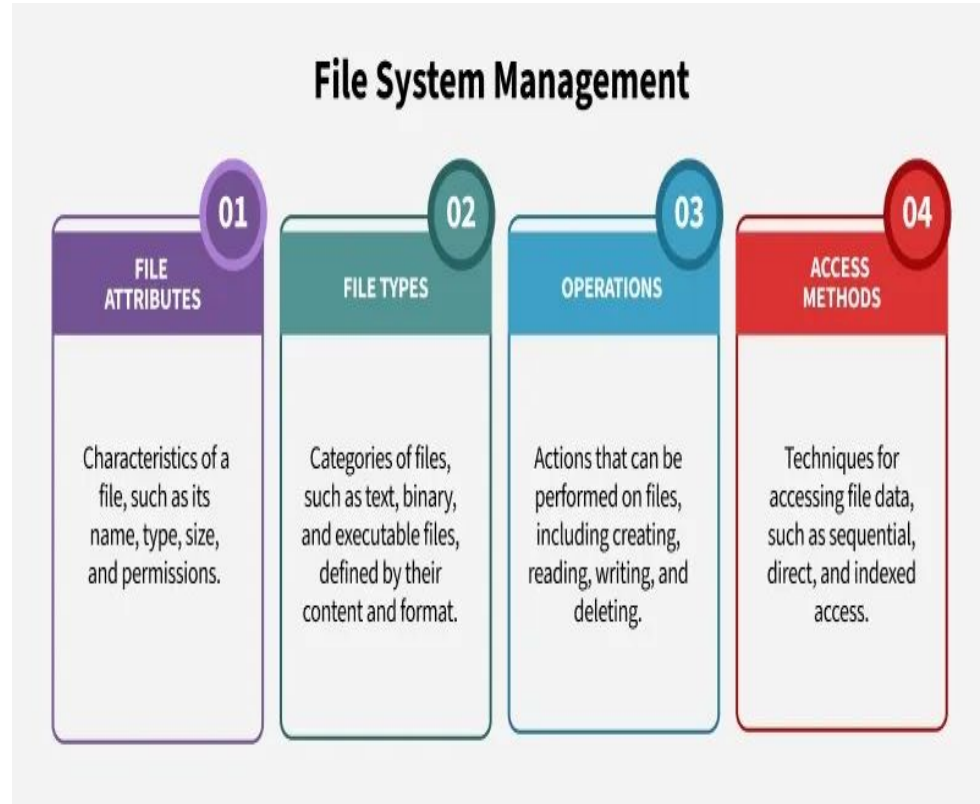 File System Management
01
FILE
ATTRIBUTES
Characteristics of a
file, such as its
name, type, size,
and permissions.
02
FILE TYPES
Categories of files,
such as text, binary,
and executable files,
defined by their
content and format.
03
OPERATIONS
Actions that can be
performed on files,
including creating,
reading, writing, and
deleting.
04
ACCESS
METHODS
Techniques for
accessing file data,
such as sequential,
direct, and indexed
access.